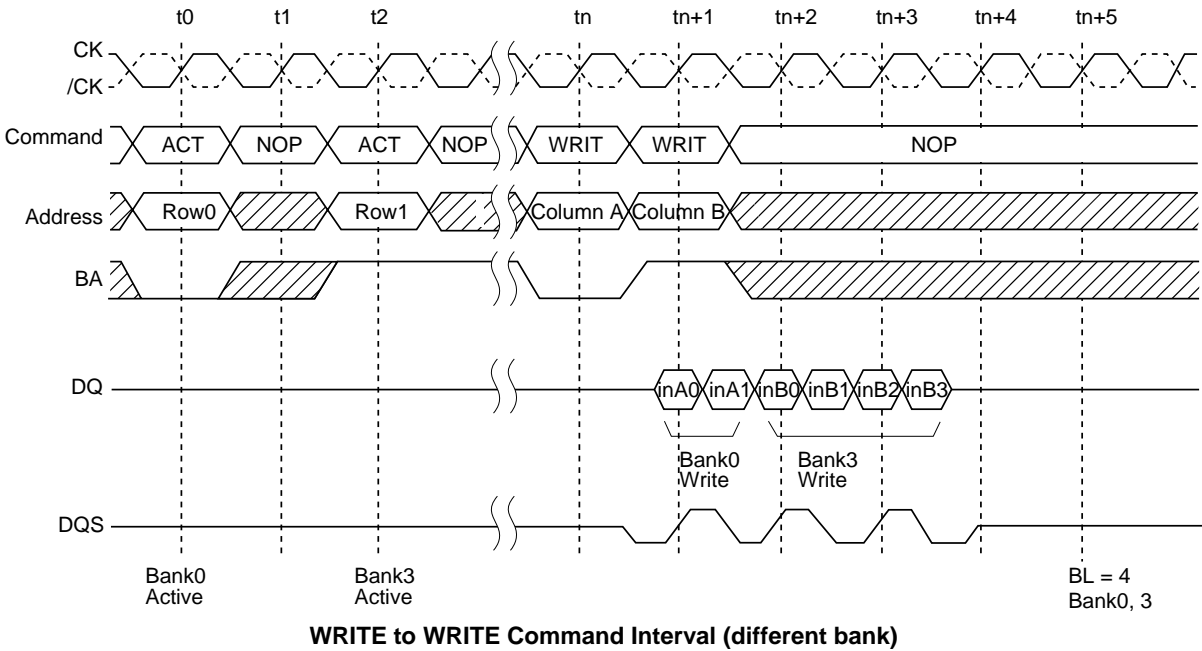 t0 t1 t2 tn tn+1 tn+2 tn+3 tn+4 tn+5
CK
/CK
Command ACT NOP ACT NOP WRIT WRIT NOP
Address Row0 Row1 Column A Column B
BA
DQ inA0 inA1 inB0 inB1 inB2 inB3
Bank0 Bank3
Write Write
DQS
Bank0 Bank3 BL = 4
Active Active Bank0, 3
WRITE to WRITE Command Interval (different bank)